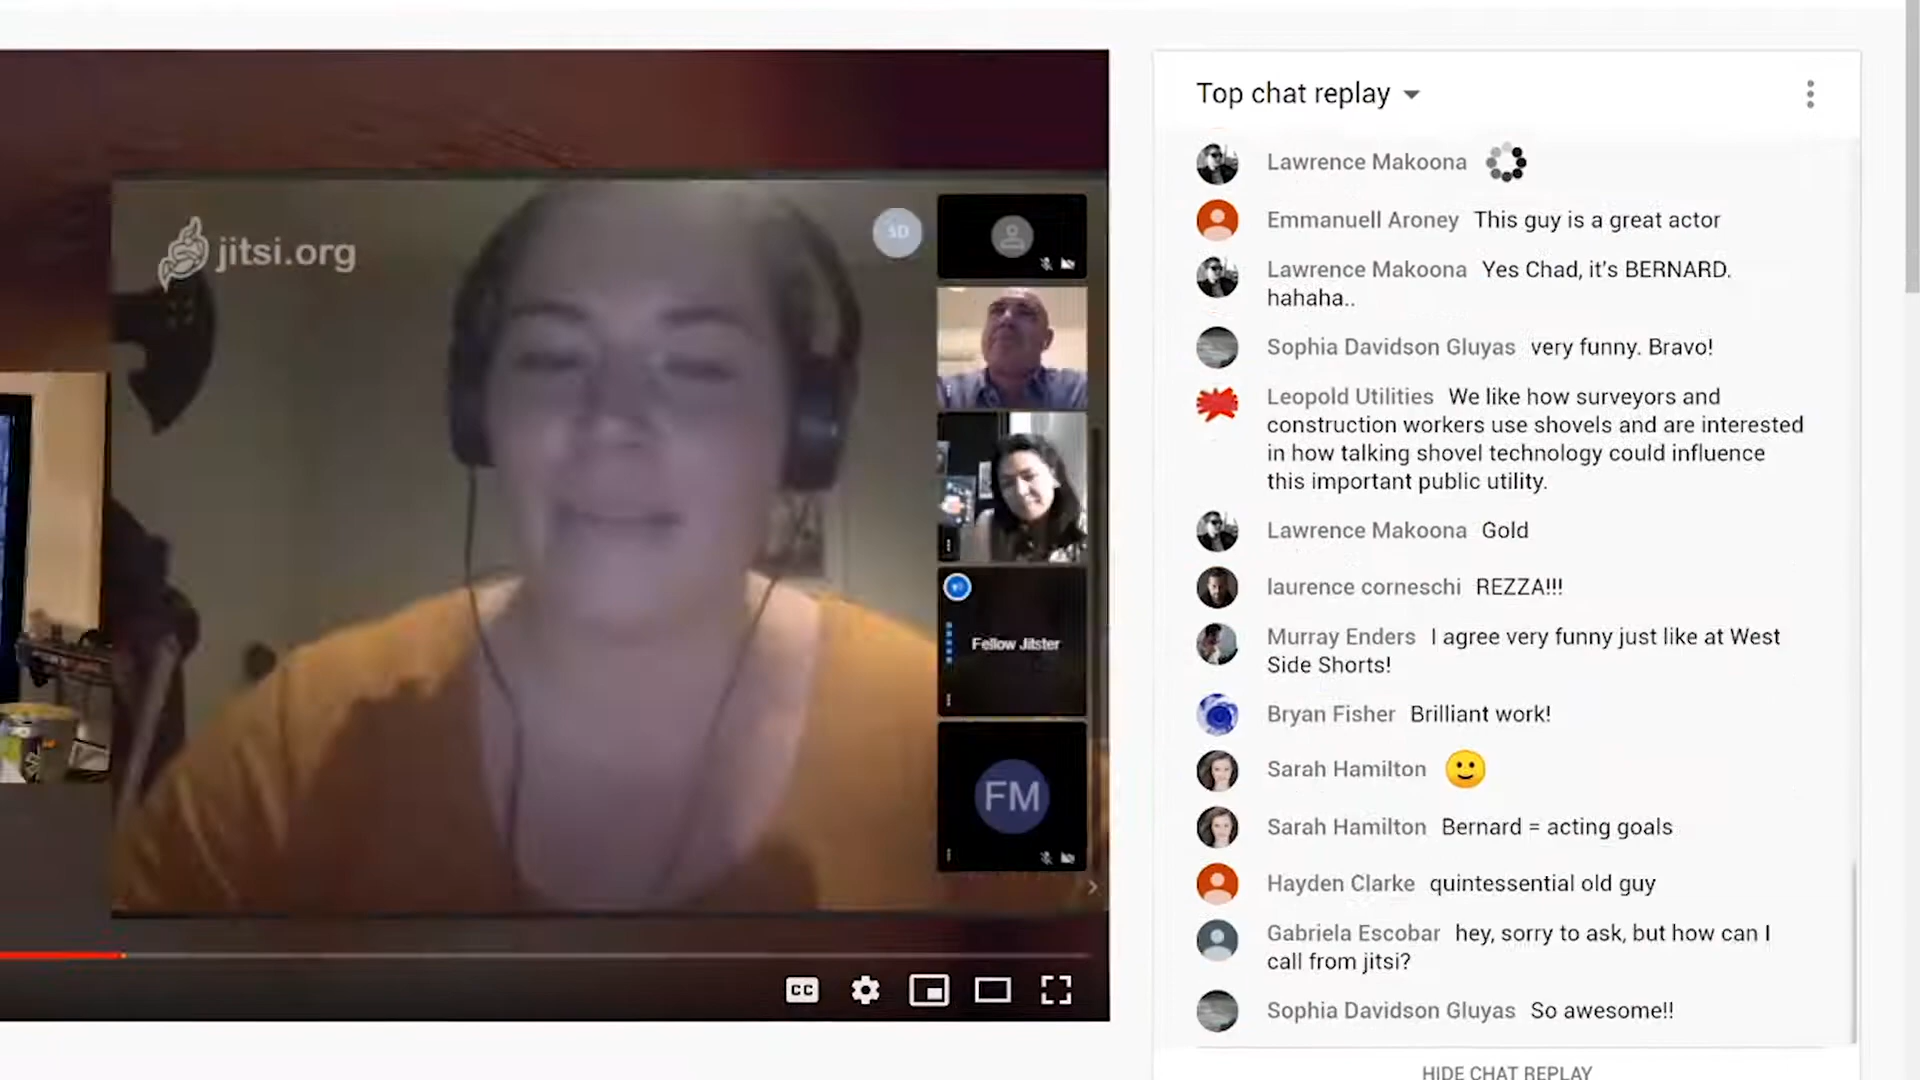 jitsi.org
SD
Fellow Jitster
FM
CC
Top chat replay
Lawrence Makoona
Emmanuell Aroney This guy is a great actor
Lawrence Makoona Yes Chad, it's BERNARD.
hahaha..
Sophia Davidson Gluyas very funny. Bravo!
Leopold Utilities We like how surveyors and
construction workers use shovels and are interested
in how talking shovel technology could influence
this important public utility.
Lawrence Makoona Gold
laurence corneschi REZZA!!!
Murray Enders I agree very funny just like at West
Side Shorts!
Bryan Fisher Brilliant work!
Sarah Hamilton
Sarah Hamilton Bernard = acting goals
Hayden Clarke quintessential old guy
Gabriela Escobar hey, sorry to ask, but how can I
call from jitsi?
Sophia Davidson Gluyas So awesome!!
HIDE CHAT REPLAY